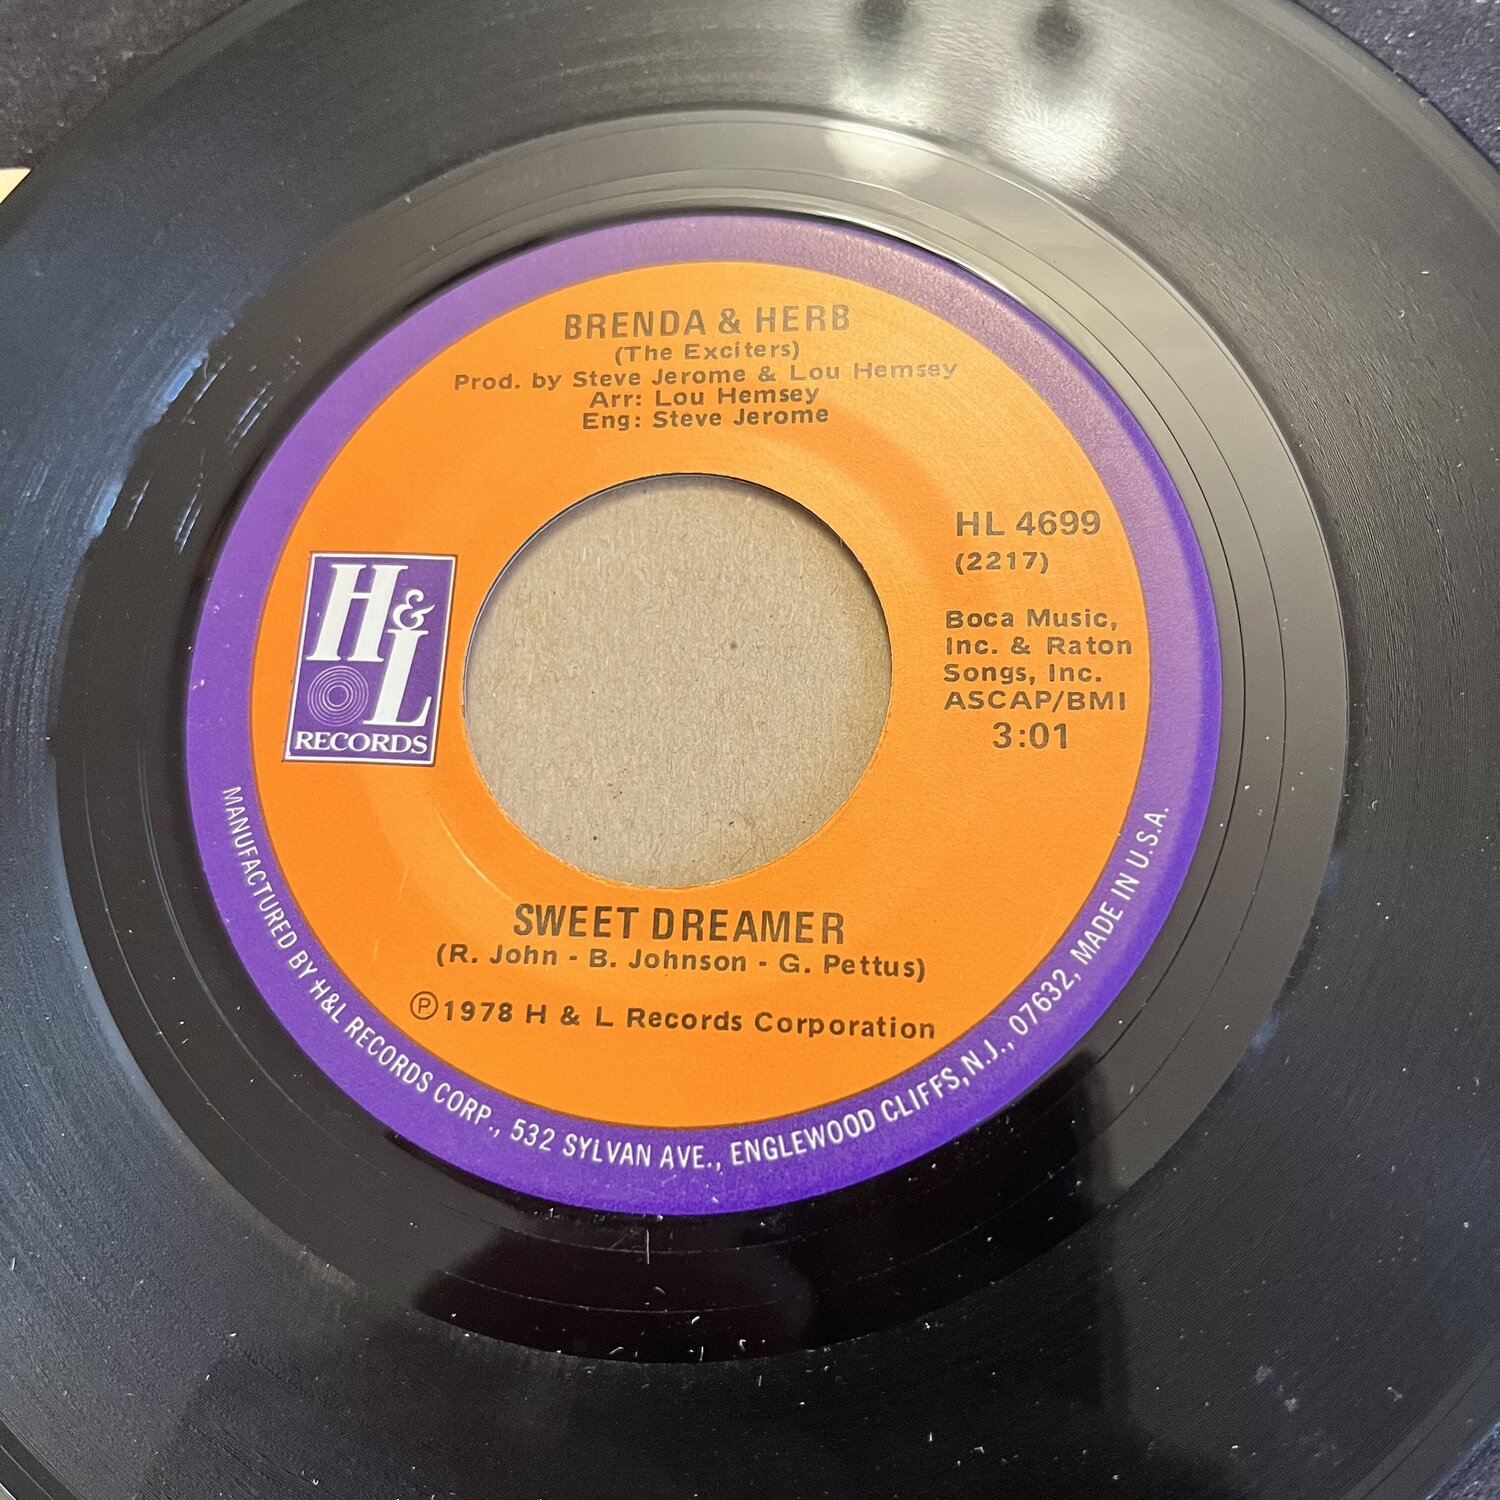 BRENDA & HERB
(The Exciters)
Prod. by Steve Jerome & Lou Hemsey
Arr: Lou Hemsey
Eng: Steve Jerome
HL 4699
(2217)
Boca Music,
Inc. & Raton
Songs, Inc.
ASCAP/BMI
3:01
H&L
RECORDS
SWEET DREAMER
(R. John - B. Johnson - G. Pettus)
℗1978 H & L Records Corporation
MANUFACTURED BY H&L RECORDS CORP., 532 SYLVAN AVE., ENGLEWOOD CLIFFS, N.J., 07632, MADE IN U.S.A.